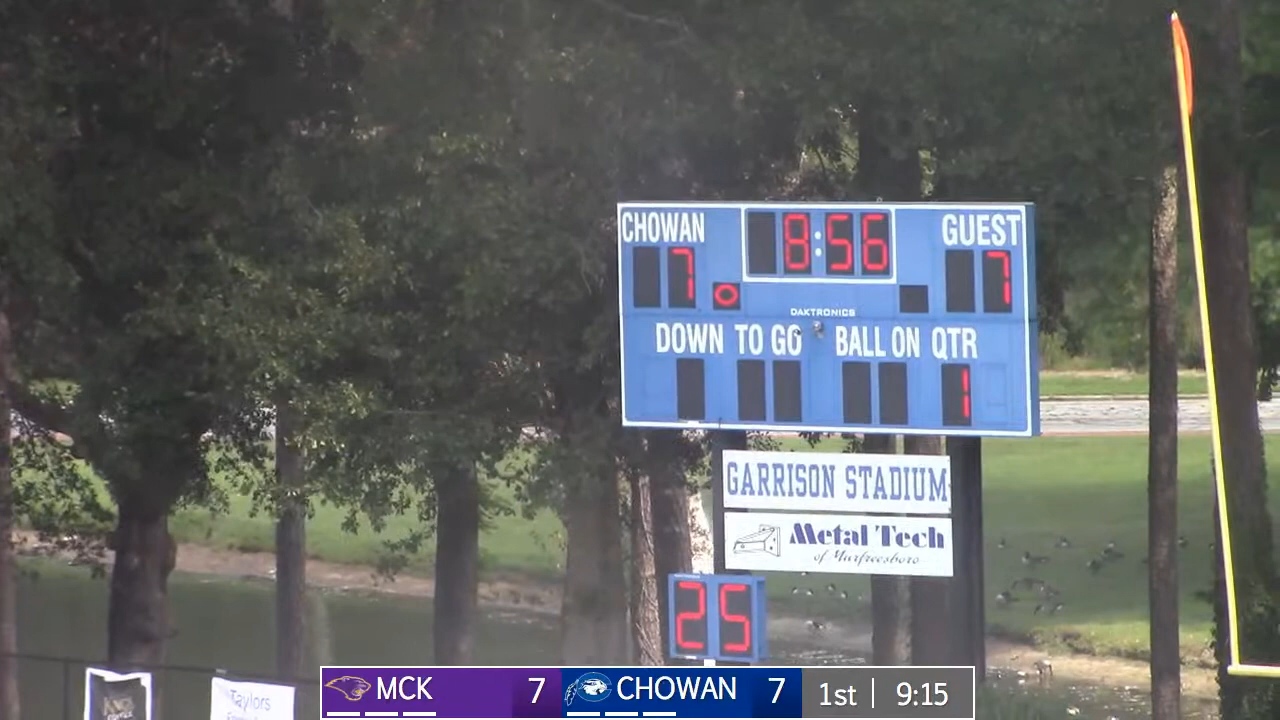 CHOWAN 8:56 GUEST
7 0 7
DAKTRONICS
DOWN TO GO BALL ON QTR
1
GARRISON STADIUM
Metal Tech
of Murfreesboro
25
Taylors
MCK 7 CHOWAN 7 1st | 9:15